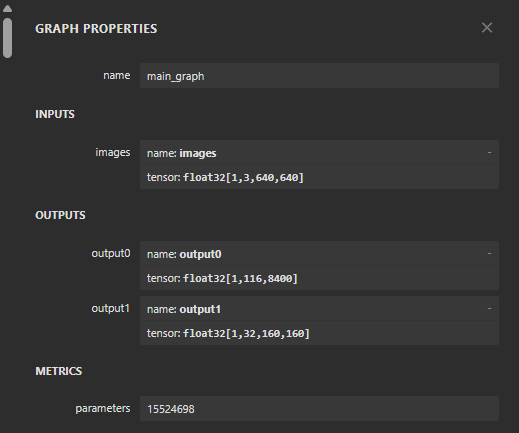 GRAPH PROPERTIES
name main_graph
INPUTS
images name: images -
tensor: float32[1,3,640,640]
OUTPUTS
output0 name: output0 -
tensor: float32[1,116,8400]
output1 name: output1 -
tensor: float32[1,32,160,160]
METRICS
parameters 15524698